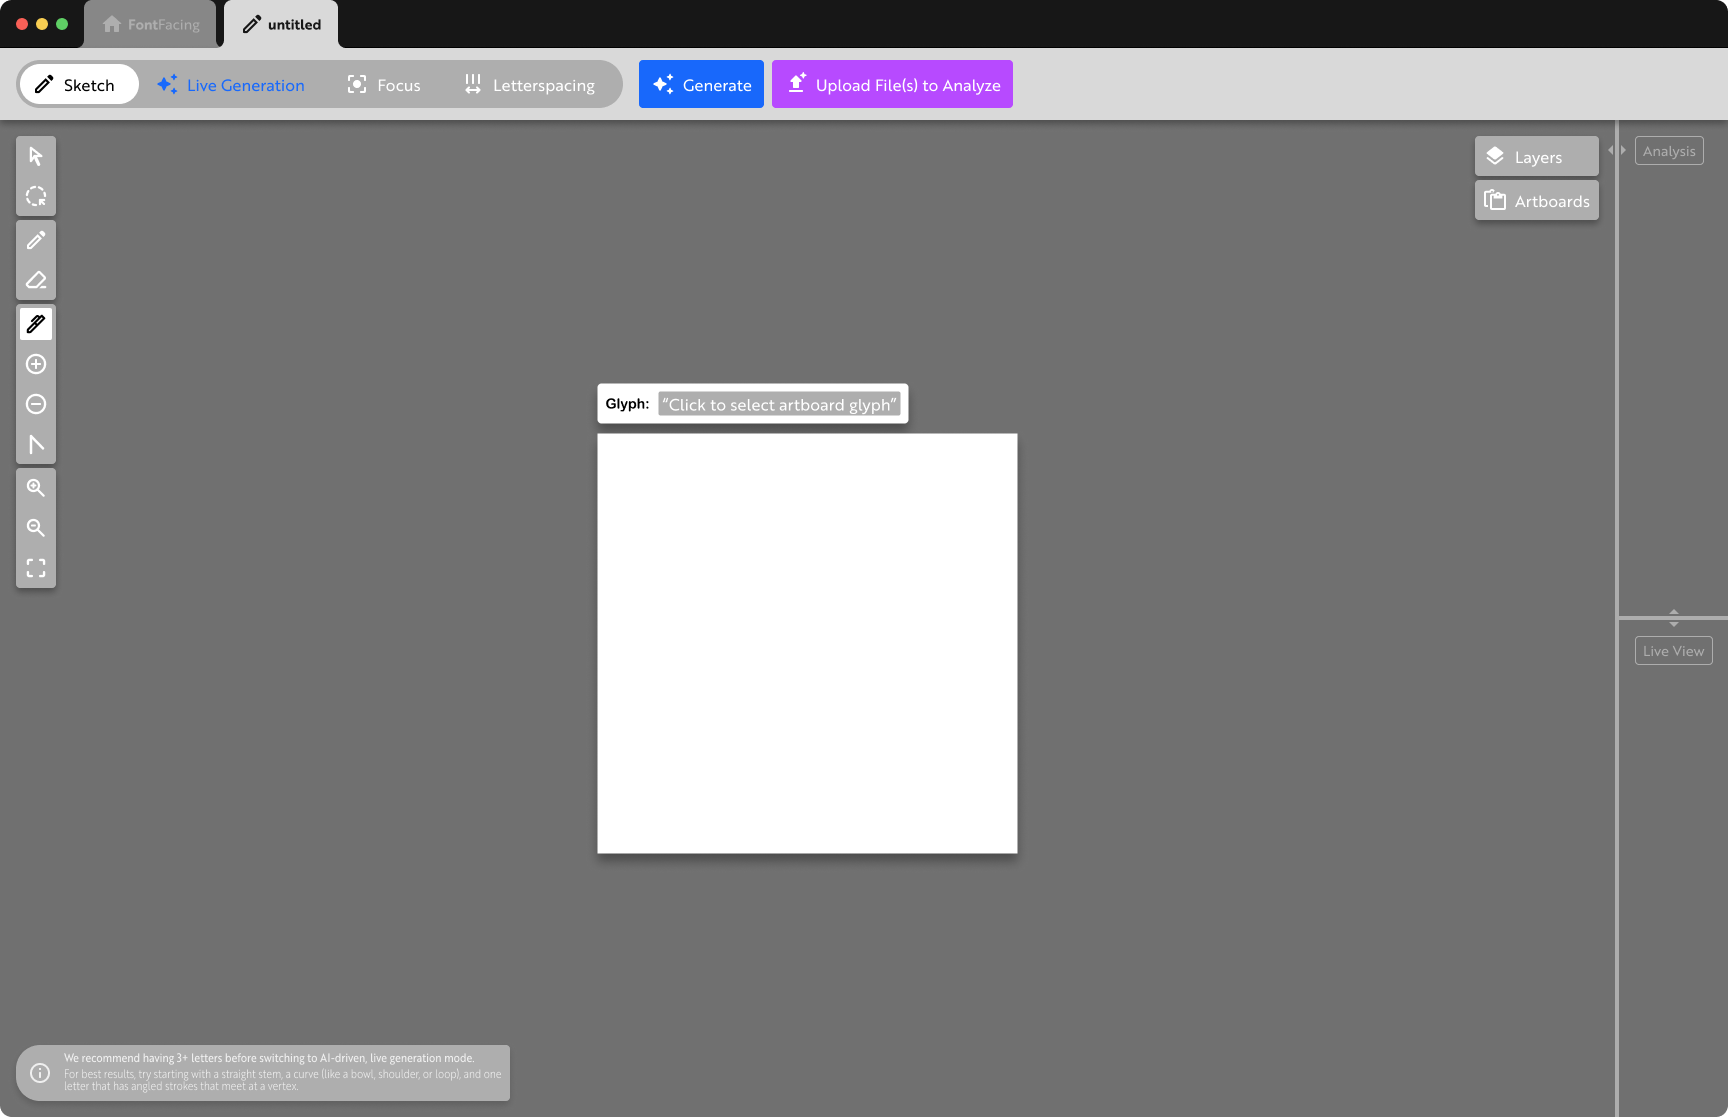 FontFacing
untitled
Sketch
Live Generation
Focus
Letterspacing
Generate
Upload File(s) to Analyze
Layers
Artboards
Analysis
Glyph: “Click to select artboard glyph”
Live View
We recommend having 3+ letters before switching to AI-driven, live generation mode.
For best results, try starting with a straight stem, a curve (like a bowl, shoulder, or loop), and one
letter that has angled strokes that meet at a vertex.